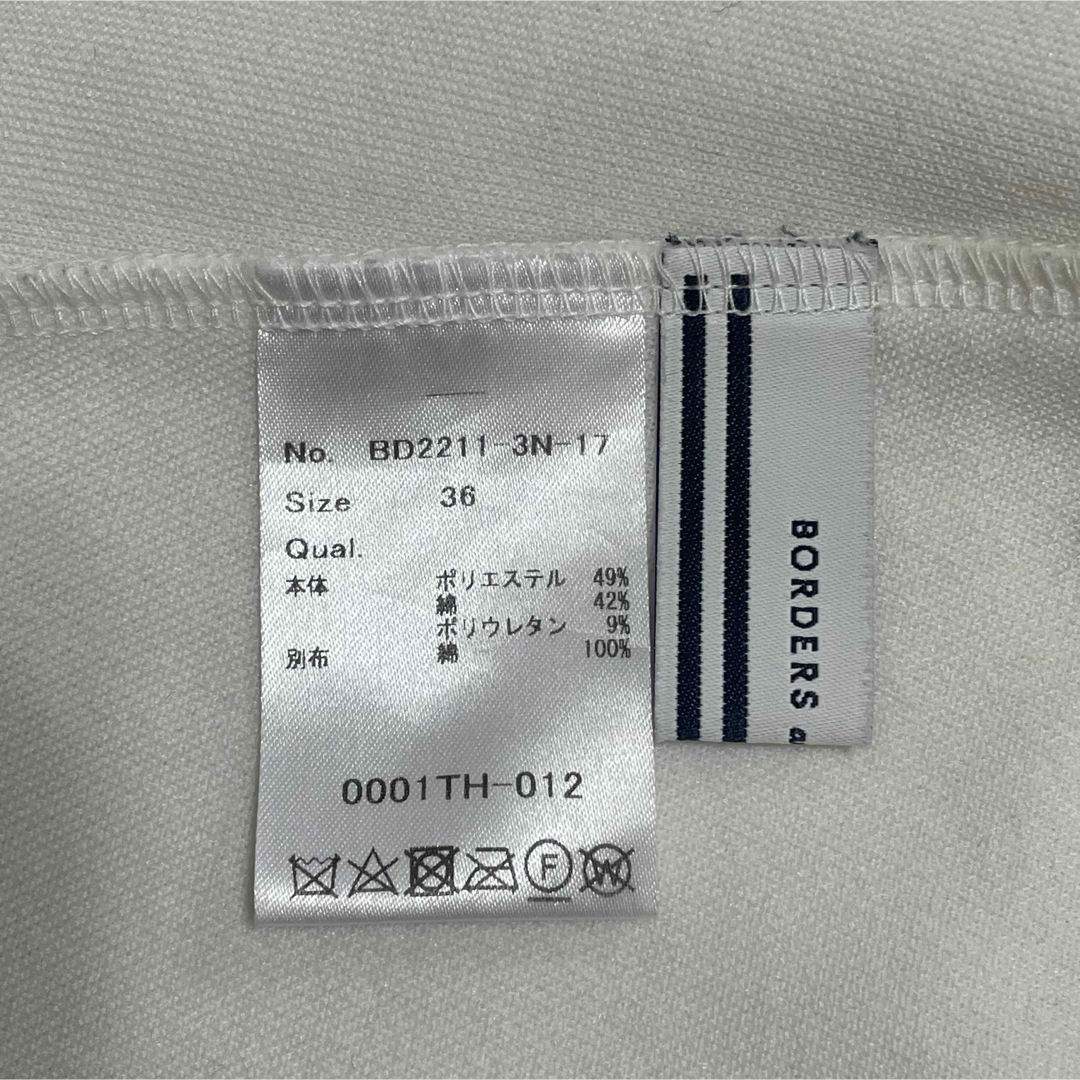 No. BD2211-3N-17
Size 36
Qual.
本体 ポリエステル 49%
綿 42%
ポリウレタン 9%
別布 綿 100%
0001TH-012
F
W
BORDERS